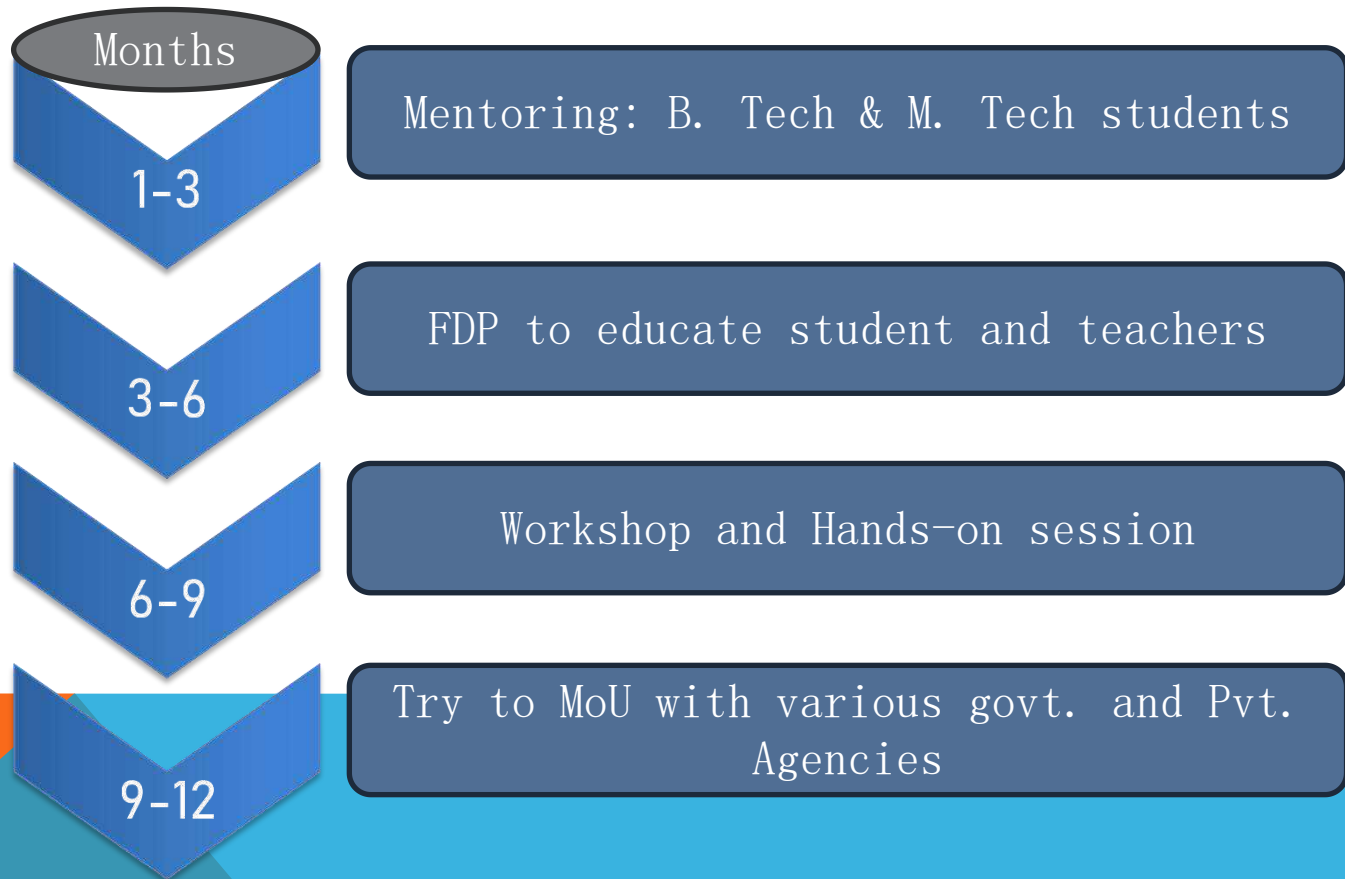 Months
1-3
Mentoring: B. Tech & M. Tech students
3-6
FDP to educate student and teachers
6-9
Workshop and Hands-on session
9-12
Try to MoU with various govt. and Pvt.
Agencies